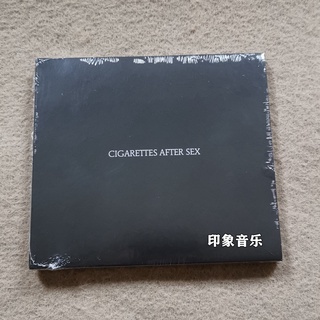 CIGARETTES AFTER SEX
印象音乐